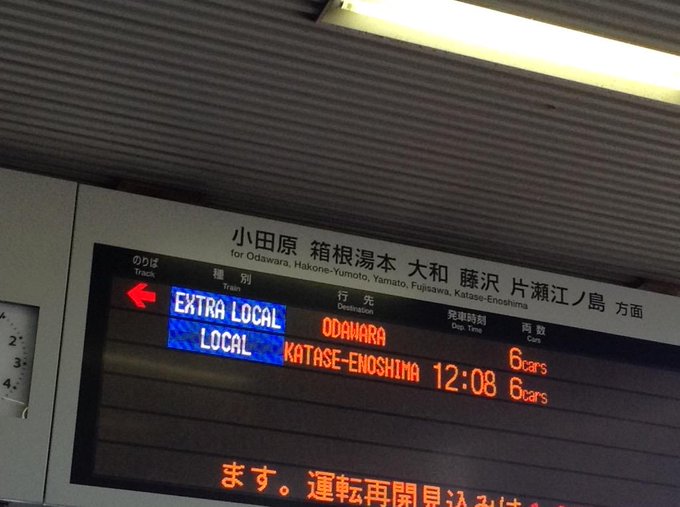 小田原 箱根湯本 大和 藤沢 片瀬江ノ島 方面
for Odawara, Hakone-Yumoto, Yamato, Fujisawa, Katase-Enoshima
のりば 種別 行先 発車時刻 両数
Track Train Destination Dep. Time Cars
← EXTRA LOCAL ODAWARA 6cars
LOCAL KATASE-ENOSHIMA 12:08 6cars
ます。運転再開見込みは
2
3
4